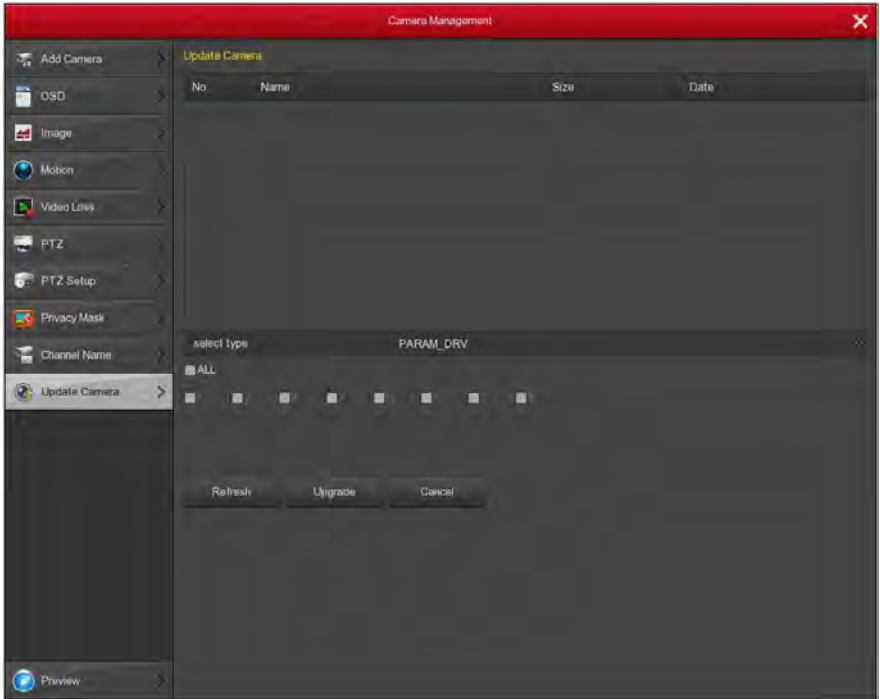 Camera Management
Add Camera
OSD
Image
Motion
Video Loss
PTZ
PTZ Setup
Privacy Mask
Channel Name
Update Camera
Preview
Update Camera
No Name Size Date
select type PARAM_DRV
ALL
Refresh Upgrade Cancel